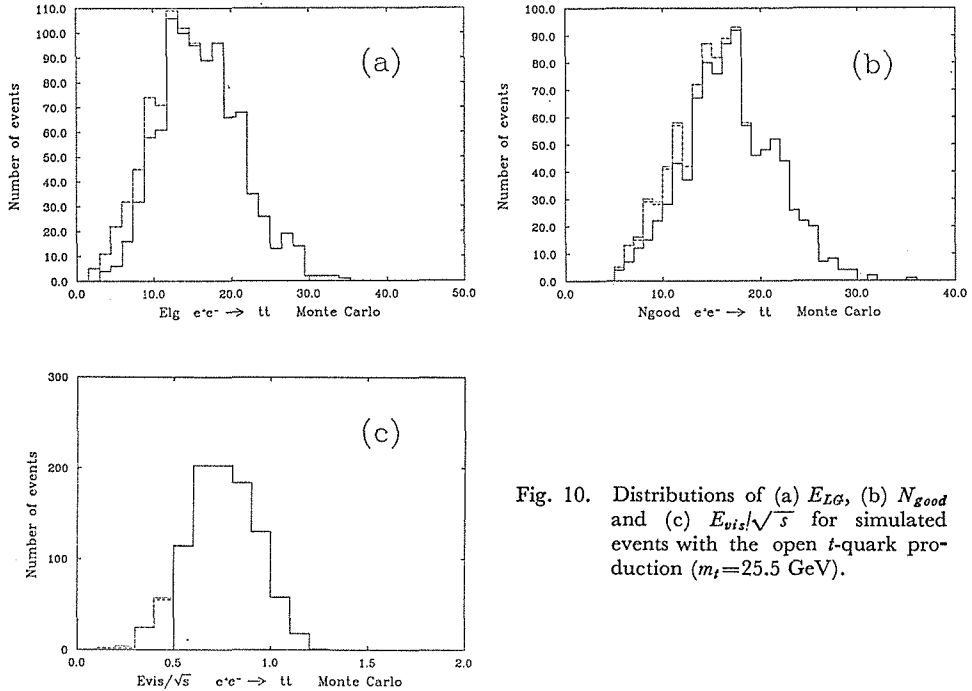 110.0
100.0
90.0
80.0
70.0
60.0
50.0
40.0
30.0
20.0
10.0
0.0
Number of events
(a)
0.0 10.0 20.0 30.0 40.0 50.0
Elg e⁺e⁻ → tt Monte Carlo
100.0
90.0
80.0
70.0
60.0
50.0
40.0
30.0
20.0
10.0
0.0
Number of events
(b)
0.0 10.0 20.0 30.0 40.0
Ngood e⁺e⁻ → tt Monte Carlo
300
200
100
0
Number of events
(c)
0.0 0.5 1.0 1.5 2.0
Evis/√s e⁺e⁻ → tt Monte Carlo
Fig. 10. Distributions of (a) E_LG, (b) N_good
and (c) E_vis/√s for simulated
events with the open t-quark pro-
duction (m_t=25.5 GeV).